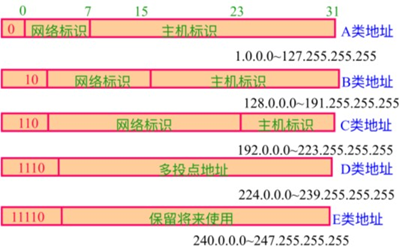 0 7 15 23 31
0 网络标识 主机标识 A类地址
1.0.0.0~127.255.255.255
10 网络标识 主机标识 B类地址
128.0.0.0~191.255.255.255
110 网络标识 主机标识 C类地址
192.0.0.0~223.255.255.255
1110 多投点地址 D类地址
224.0.0.0~239.255.255.255
11110 保留将来使用 E类地址
240.0.0.0~247.255.255.255